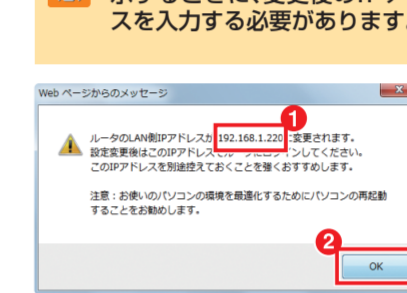 スを入力する必要があります
Web ページからのメッセージ
1
ルータのLAN側IPアドレスが 192.168.1.220 に変更されます。
設定変更後はこのIPアドレスでルータにログインしてください。
このIPアドレスを別途控えておくことを強くおすすめします。
注意：お使いのパソコンの環境を最適化するためにパソコンの再起動
することをお勧めします。
2
OK